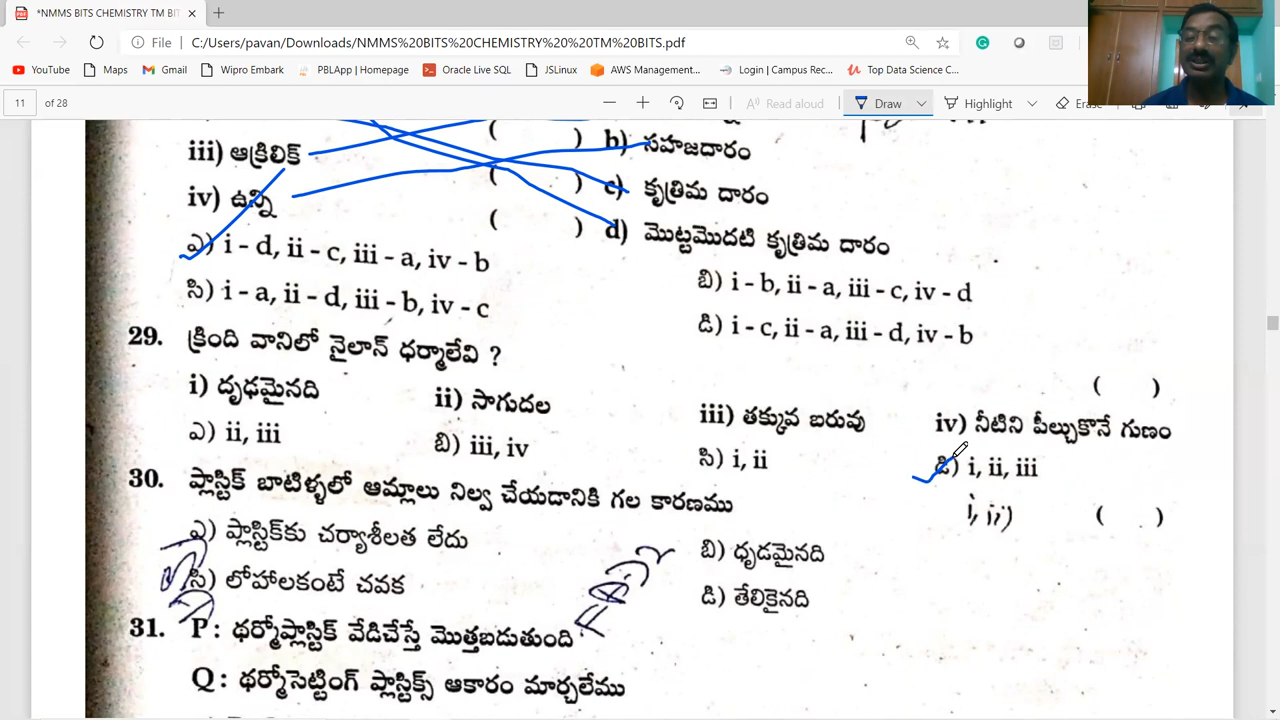 *NMMS BITS CHEMISTRY TM BIT
File C:/Users/pavan/Downloads/NMMS%20BITS%20CHEMISTRY%20%20TM%20BITS.pdf
YouTube Maps Gmail Wipro Embark PBLApp | Homepage Oracle Live SQL JSLinux AWS Management... Login | Campus Rec... Top Data Science C...
11 of 28 Read aloud Draw Highlight Erase
iii) ఆక్రిలిక్ ( ) b) సహజదారం
iv) ఉన్ని ( ) c) కృత్రిమ దారం
( ) d) మొట్టమొదటి కృత్రిమ దారం
ఎ) i - d, ii - c, iii - a, iv - b
బి) i - b, ii - a, iii - c, iv - d
సి) i - a, ii - d, iii - b, iv - c
డి) i - c, ii - a, iii - d, iv - b
29. క్రింది వానిలో నైలాన్ ధర్మాలేవి ? ( )
i) దృఢమైనది ii) సాగుదల iii) తక్కువ బరువు iv) నీటిని పీల్చుకొనే గుణం
ఎ) ii, iii బి) iii, iv సి) i, ii డి) i, ii, iii
i, ii)
30. ప్లాస్టిక్ బాటిళ్ళలో ఆమ్లాలు నిల్వ చేయడానికి గల కారణము ( )
ఎ) ప్లాస్టిక్‌కు చర్యాశీలత లేదు బి) ధృడమైనది
సి) లోహాలకంటే చవక డి) తేలికైనది
31. P : థర్మోప్లాస్టిక్ వేడిచేస్తే మొత్తబడుతుంది
Q : థర్మోసెట్టింగ్ ప్లాస్టిక్స్ ఆకారం మార్చలేము